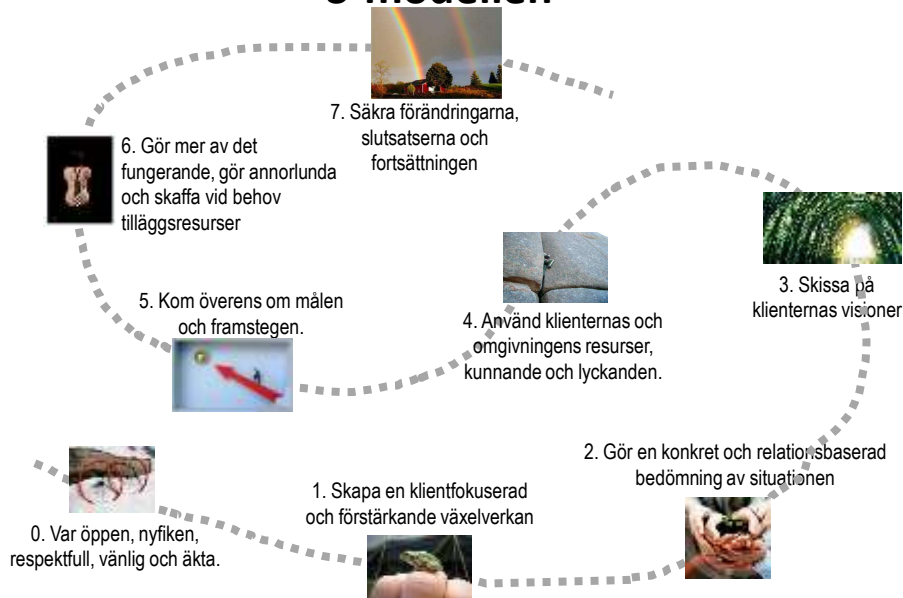 -modellen
7. Säkra förändringarna,
slutsatserna och
fortsättningen
6. Gör mer av det
fungerande, gör annorlunda
och skaffa vid behov
tilläggsresurser
3. Skissa på
klienternas visioner
5. Kom överens om målen
och framstegen.
4. Använd klienternas och
omgivningens resurser,
kunnande och lyckanden.
2. Gör en konkret och relationsbaserad
bedömning av situationen
1. Skapa en klientfokuserad
och förstärkande växelverkan
0. Var öppen, nyfiken,
respektfull, vänlig och äkta.